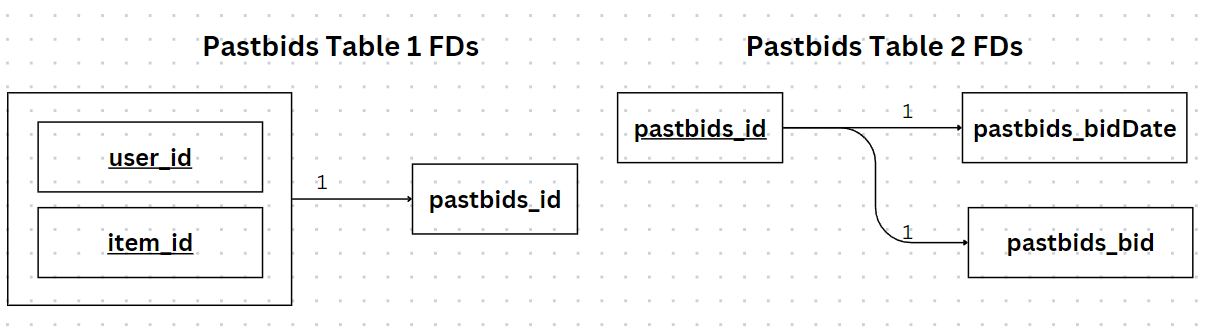 Pastbids Table 1 FDs
user_id
item_id
1
pastbids_id
Pastbids Table 2 FDs
pastbids_id
1
pastbids_bidDate
1
pastbids_bid